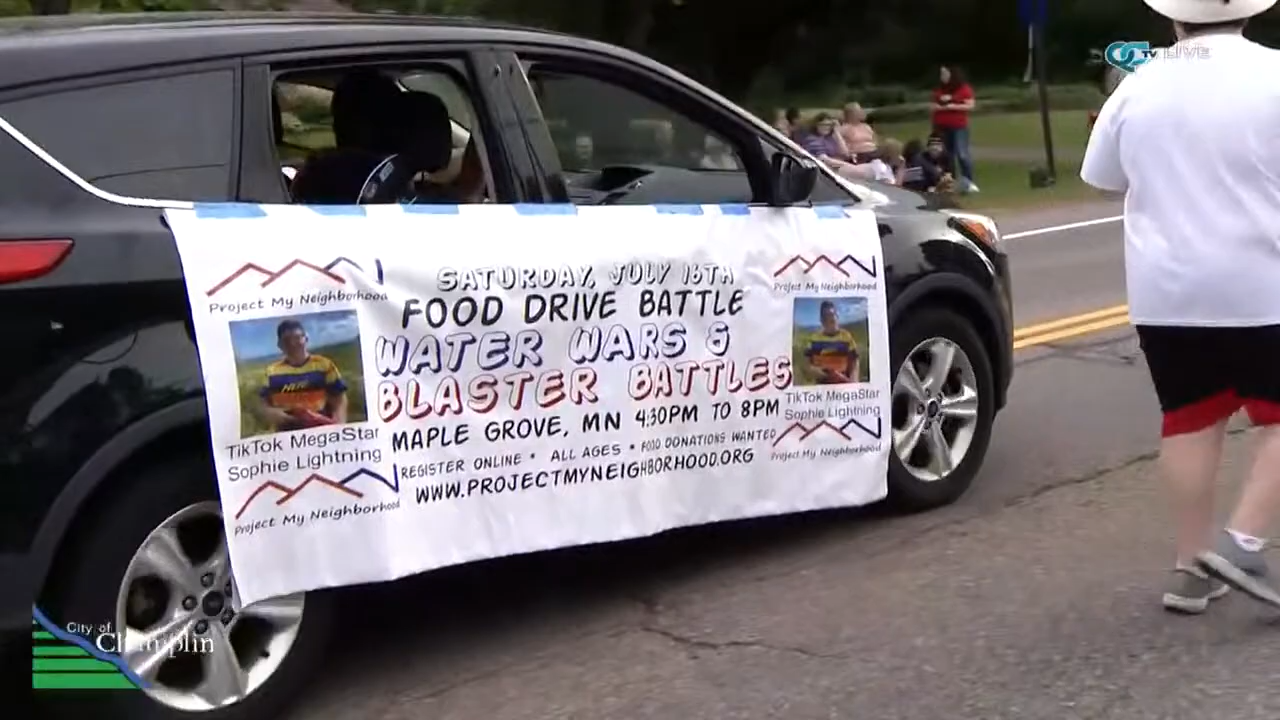 QCTV LIVE
SATURDAY, JULY 16TH
FOOD DRIVE BATTLE
WATER WARS &
BLASTER BATTLES
MAPLE GROVE, MN 4:30PM TO 8PM
REGISTER ONLINE • ALL AGES • FOOD DONATIONS WANTED
WWW.PROJECTMYNEIGHBORHOOD.ORG
Project My Neighborhood
TikTok MegaStar
Sophie Lightning
Project My Neighborhood
Project My Neighborhood
TikTok MegaStar
Sophie Lightning
Project My Neighborhood
City of
Champlin